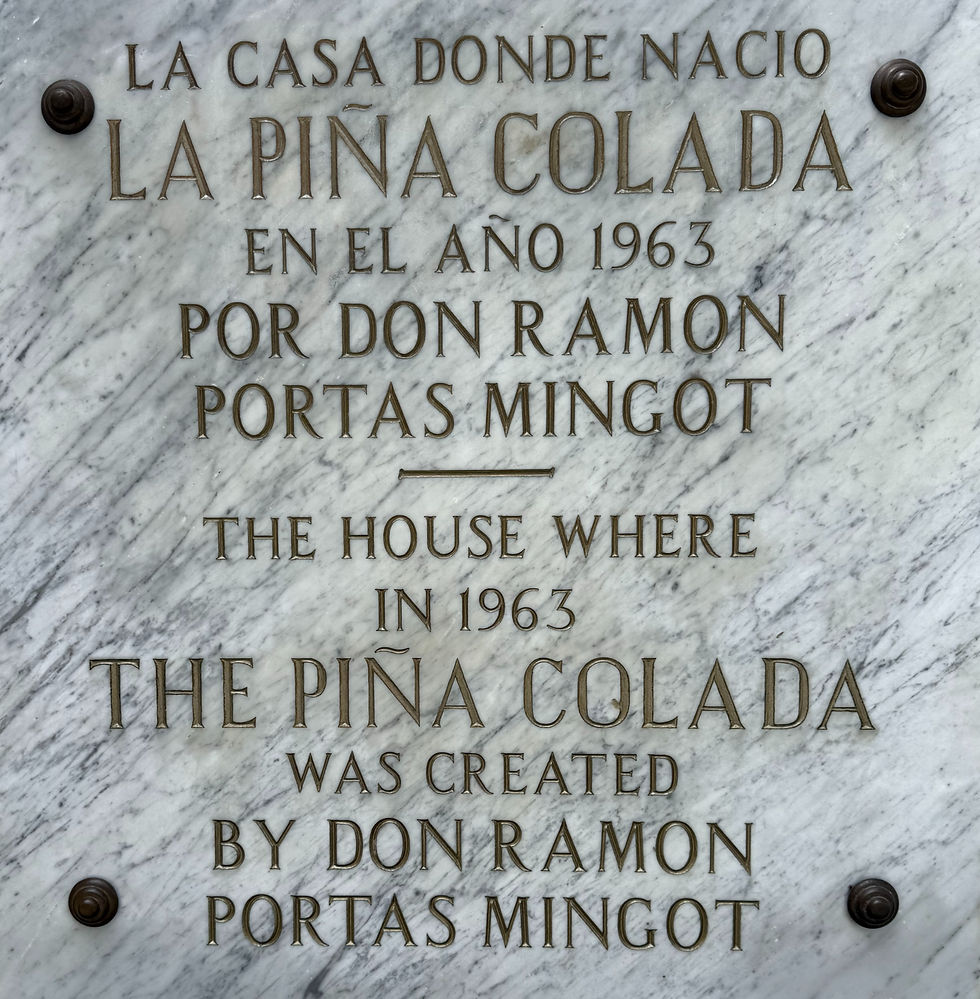 LA CASA DONDE NACIO
LA PIÑA COLADA
EN EL AÑO 1963
POR DON RAMON
PORTAS MINGOT
THE HOUSE WHERE
IN 1963
THE PIÑA COLADA
WAS CREATED
BY DON RAMON
PORTAS MINGOT